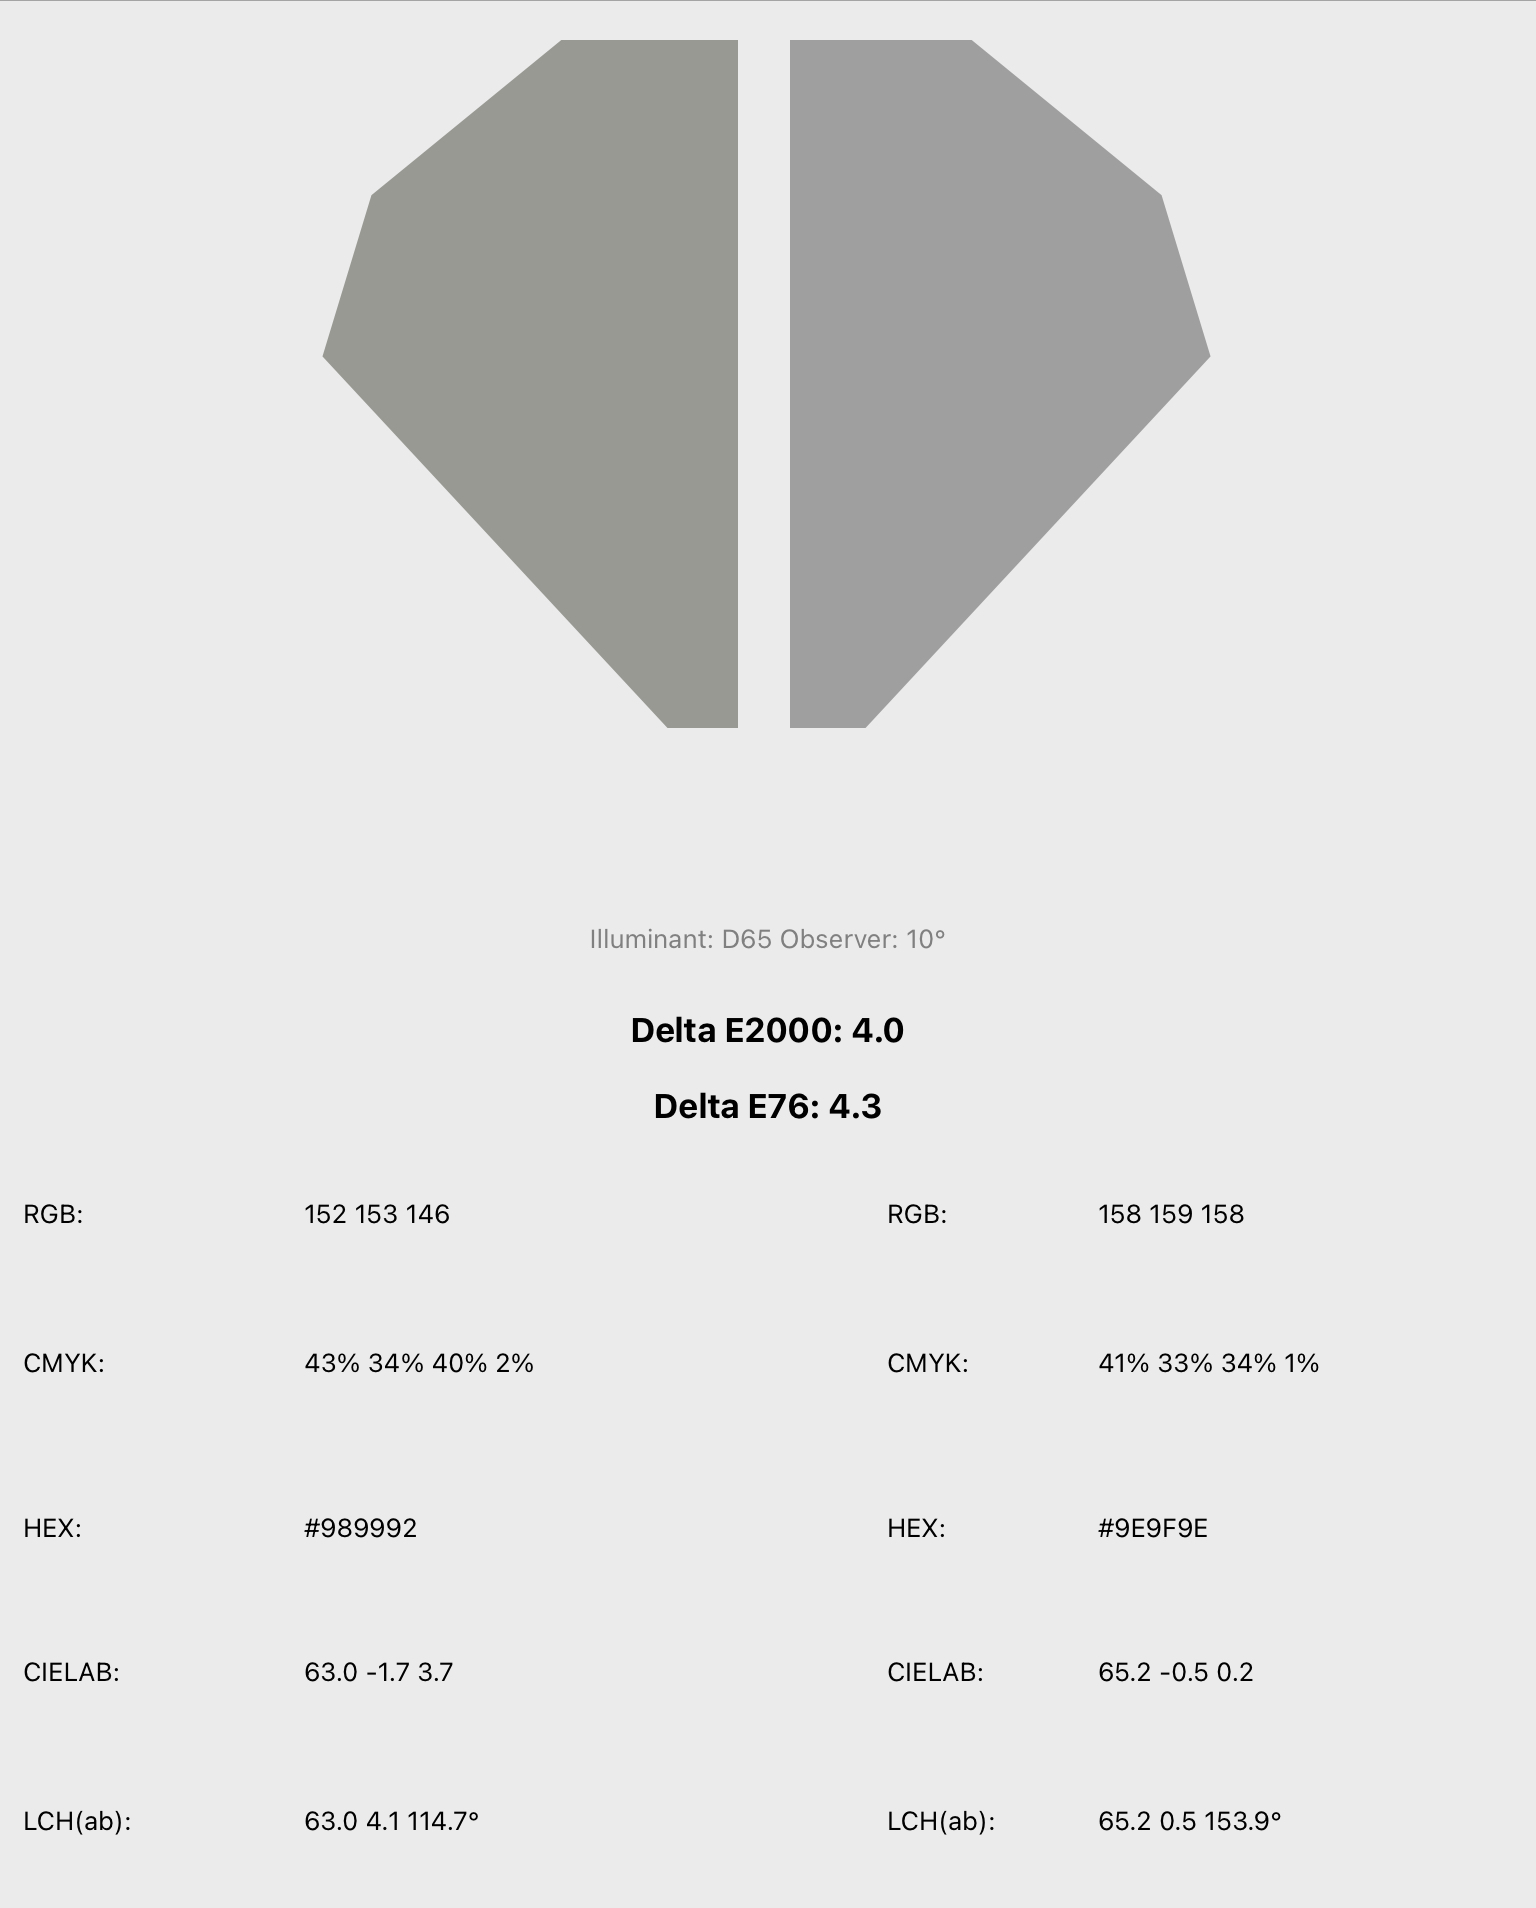 Illuminant: D65 Observer: 10°
Delta E2000: 4.0
Delta E76: 4.3
RGB: 152 153 146 RGB: 158 159 158
CMYK: 43% 34% 40% 2% CMYK: 41% 33% 34% 1%
HEX: #989992 HEX: #9E9F9E
CIELAB: 63.0 -1.7 3.7 CIELAB: 65.2 -0.5 0.2
LCH(ab): 63.0 4.1 114.7° LCH(ab): 65.2 0.5 153.9°